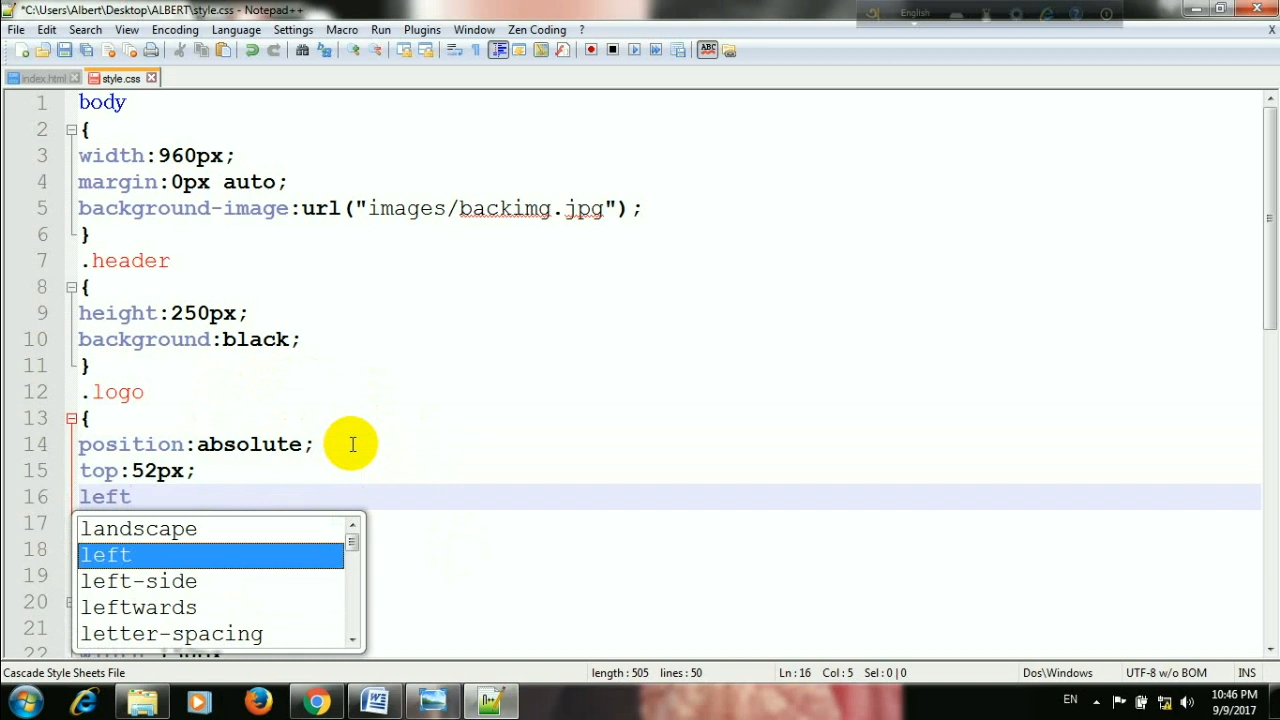 *C:\Users\Albert\Desktop\ALBERT\style.css - Notepad++
English
File Edit Search View Encoding Language Settings Macro Run Plugins Window Zen Coding ?
index.html style.css
1 body
2 {
3 width:960px;
4 margin:0px auto;
5 background-image:url("images/backimg.jpg");
6 }
7 .header
8 {
9 height:250px;
10 background:black;
11 }
12 .logo
13 {
14 position:absolute;
15 top:52px;
16 left
17
landscape
18 left
19 left-side
20 leftwards
21 letter-spacing
22
Cascade Style Sheets File length : 505 lines : 50 Ln : 16 Col : 5 Sel : 0 | 0 Dos\Windows UTF-8 w/o BOM INS
EN 10:46 PM
9/9/2017